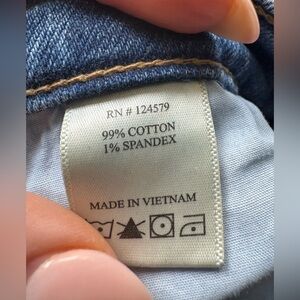 RN # 124579
99% COTTON
1% SPANDEX
MADE IN VIETNAM